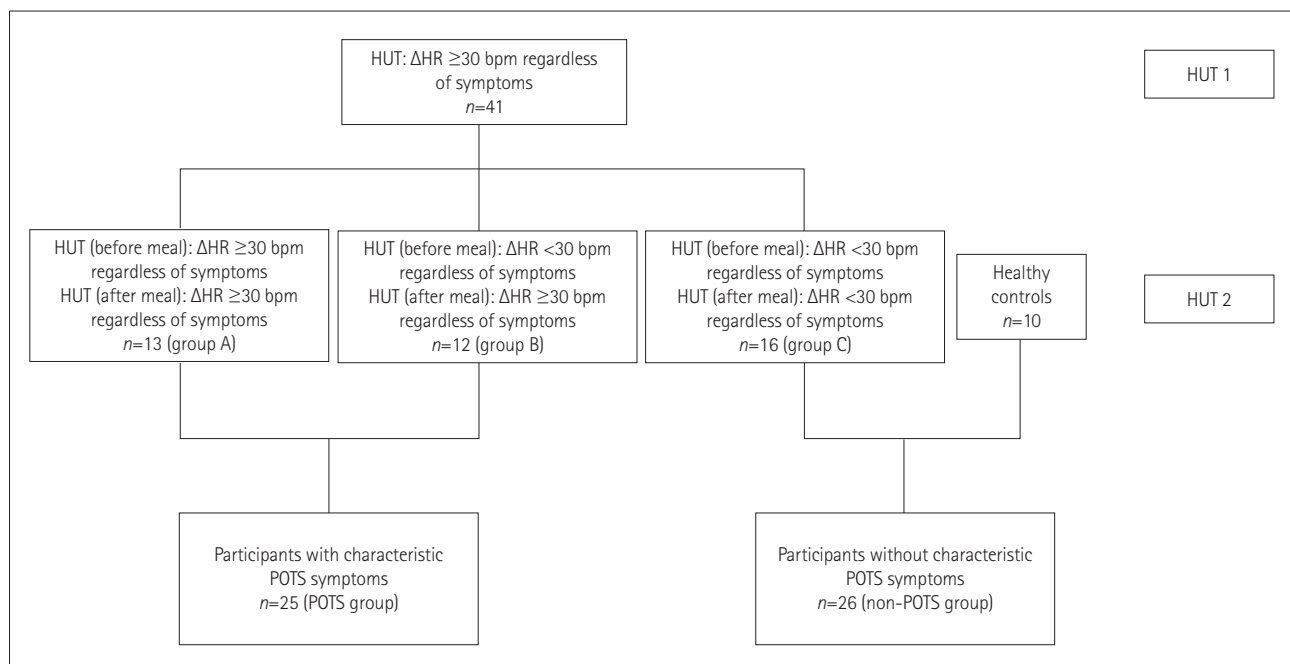 HUT: ΔHR ≥30 bpm regardless
of symptoms
n=41
HUT 1
HUT (before meal): ΔHR ≥30 bpm
regardless of symptoms
HUT (after meal): ΔHR ≥30 bpm
regardless of symptoms
n=13 (group A)
HUT (before meal): ΔHR <30 bpm
regardless of symptoms
HUT (after meal): ΔHR ≥30 bpm
regardless of symptoms
n=12 (group B)
HUT (before meal): ΔHR <30 bpm
regardless of symptoms
HUT (after meal): ΔHR <30 bpm
regardless of symptoms
n=16 (group C)
Healthy
controls
n=10
HUT 2
Participants with characteristic
POTS symptoms
n=25 (POTS group)
Participants without characteristic
POTS symptoms
n=26 (non-POTS group)